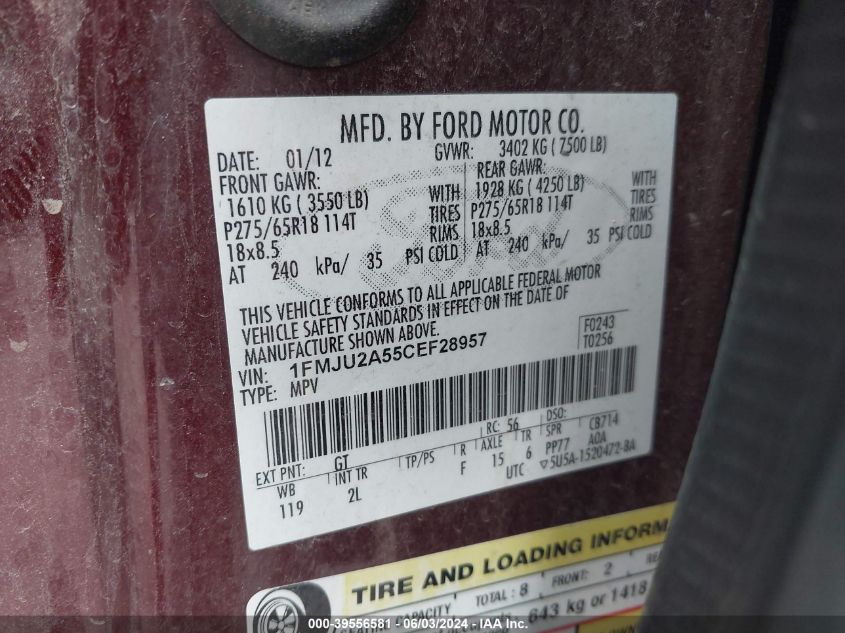 MFD. BY FORD MOTOR CO.
DATE: 01/12 GVWR: 3402 KG ( 7500 LB)
FRONT GAWR: REAR GAWR:
1610 KG ( 3550 LB) WITH 1928 KG ( 4250 LB) WITH
P275/65R18 114T TIRES P275/65R18 114T TIRES
18x8.5 RIMS 18x8.5 RIMS
AT 240 kPa/ 35 PSI COLD AT 240 kPa/ 35 PSI COLD
THIS VEHICLE CONFORMS TO ALL APPLICABLE FEDERAL MOTOR
VEHICLE SAFETY STANDARDS IN EFFECT ON THE DATE OF
MANUFACTURE SHOWN ABOVE.
VIN: 1FMJU2A55CEF28957 F0243
TYPE: MPV T0256
EXT PNT: GT RC: 56 DSO: CB714
WB INT TR TP/PS R AXLE TR SPR AOA
119 2L F 15 6 PP77
UTC ▽5U5A-1520472-BA
TIRE AND LOADING INFORM
CAPACITY TOTAL : 8 FRONT: 2
643 kg or 1418
000-39556581 - 06/03/2024 - IAA Inc.